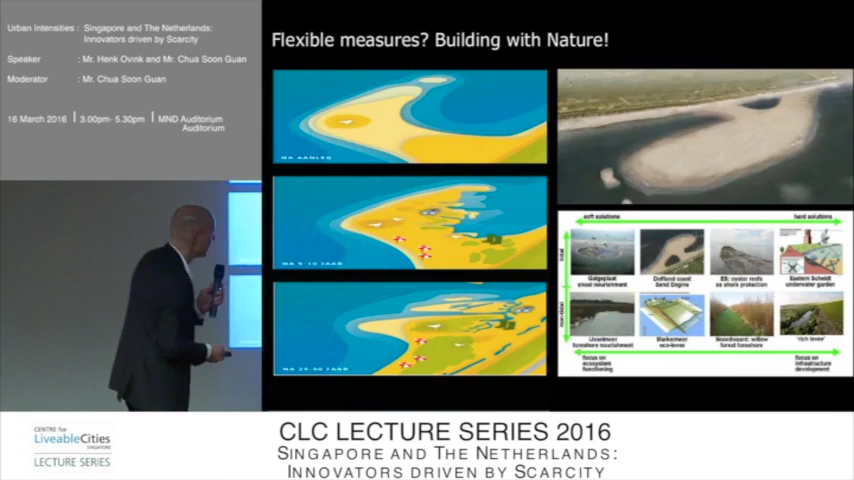 Urban Intensities : Singapore and The Netherlands:
Innovators driven by Scarcity
Speaker : Mr. Henk Ovink and Mr. Chua Soon Guan
Moderator : Mr. Chua Soon Guan
16 March 2016 | 3.00pm- 5.30pm | MND Auditorium
Auditorium
Flexible measures? Building with Nature!
NA AANLEG
NA 5-10 JAAR
soft solutions hard solutions
tidal
Galgeplaat
shoal nourishment
Delfland coast
Sand Engine
ES: oyster reefs
as shore protection
Eastern Scheldt
underwater garden
non-tidal
IJsselmeer
foreshore nourishment
Markermeer
eco-levee
Noordwaard: willow
forest foreshore
'rich levee'
focus on
ecosystem
functioning
focus on
infrastructure
development
CENTRE for
LiveableCities
SINGAPORE
LECTURE SERIES
CLC LECTURE SERIES 2016
SINGAPORE AND THE NETHERLANDS:
INNOVATORS DRIVEN BY SCARCITY